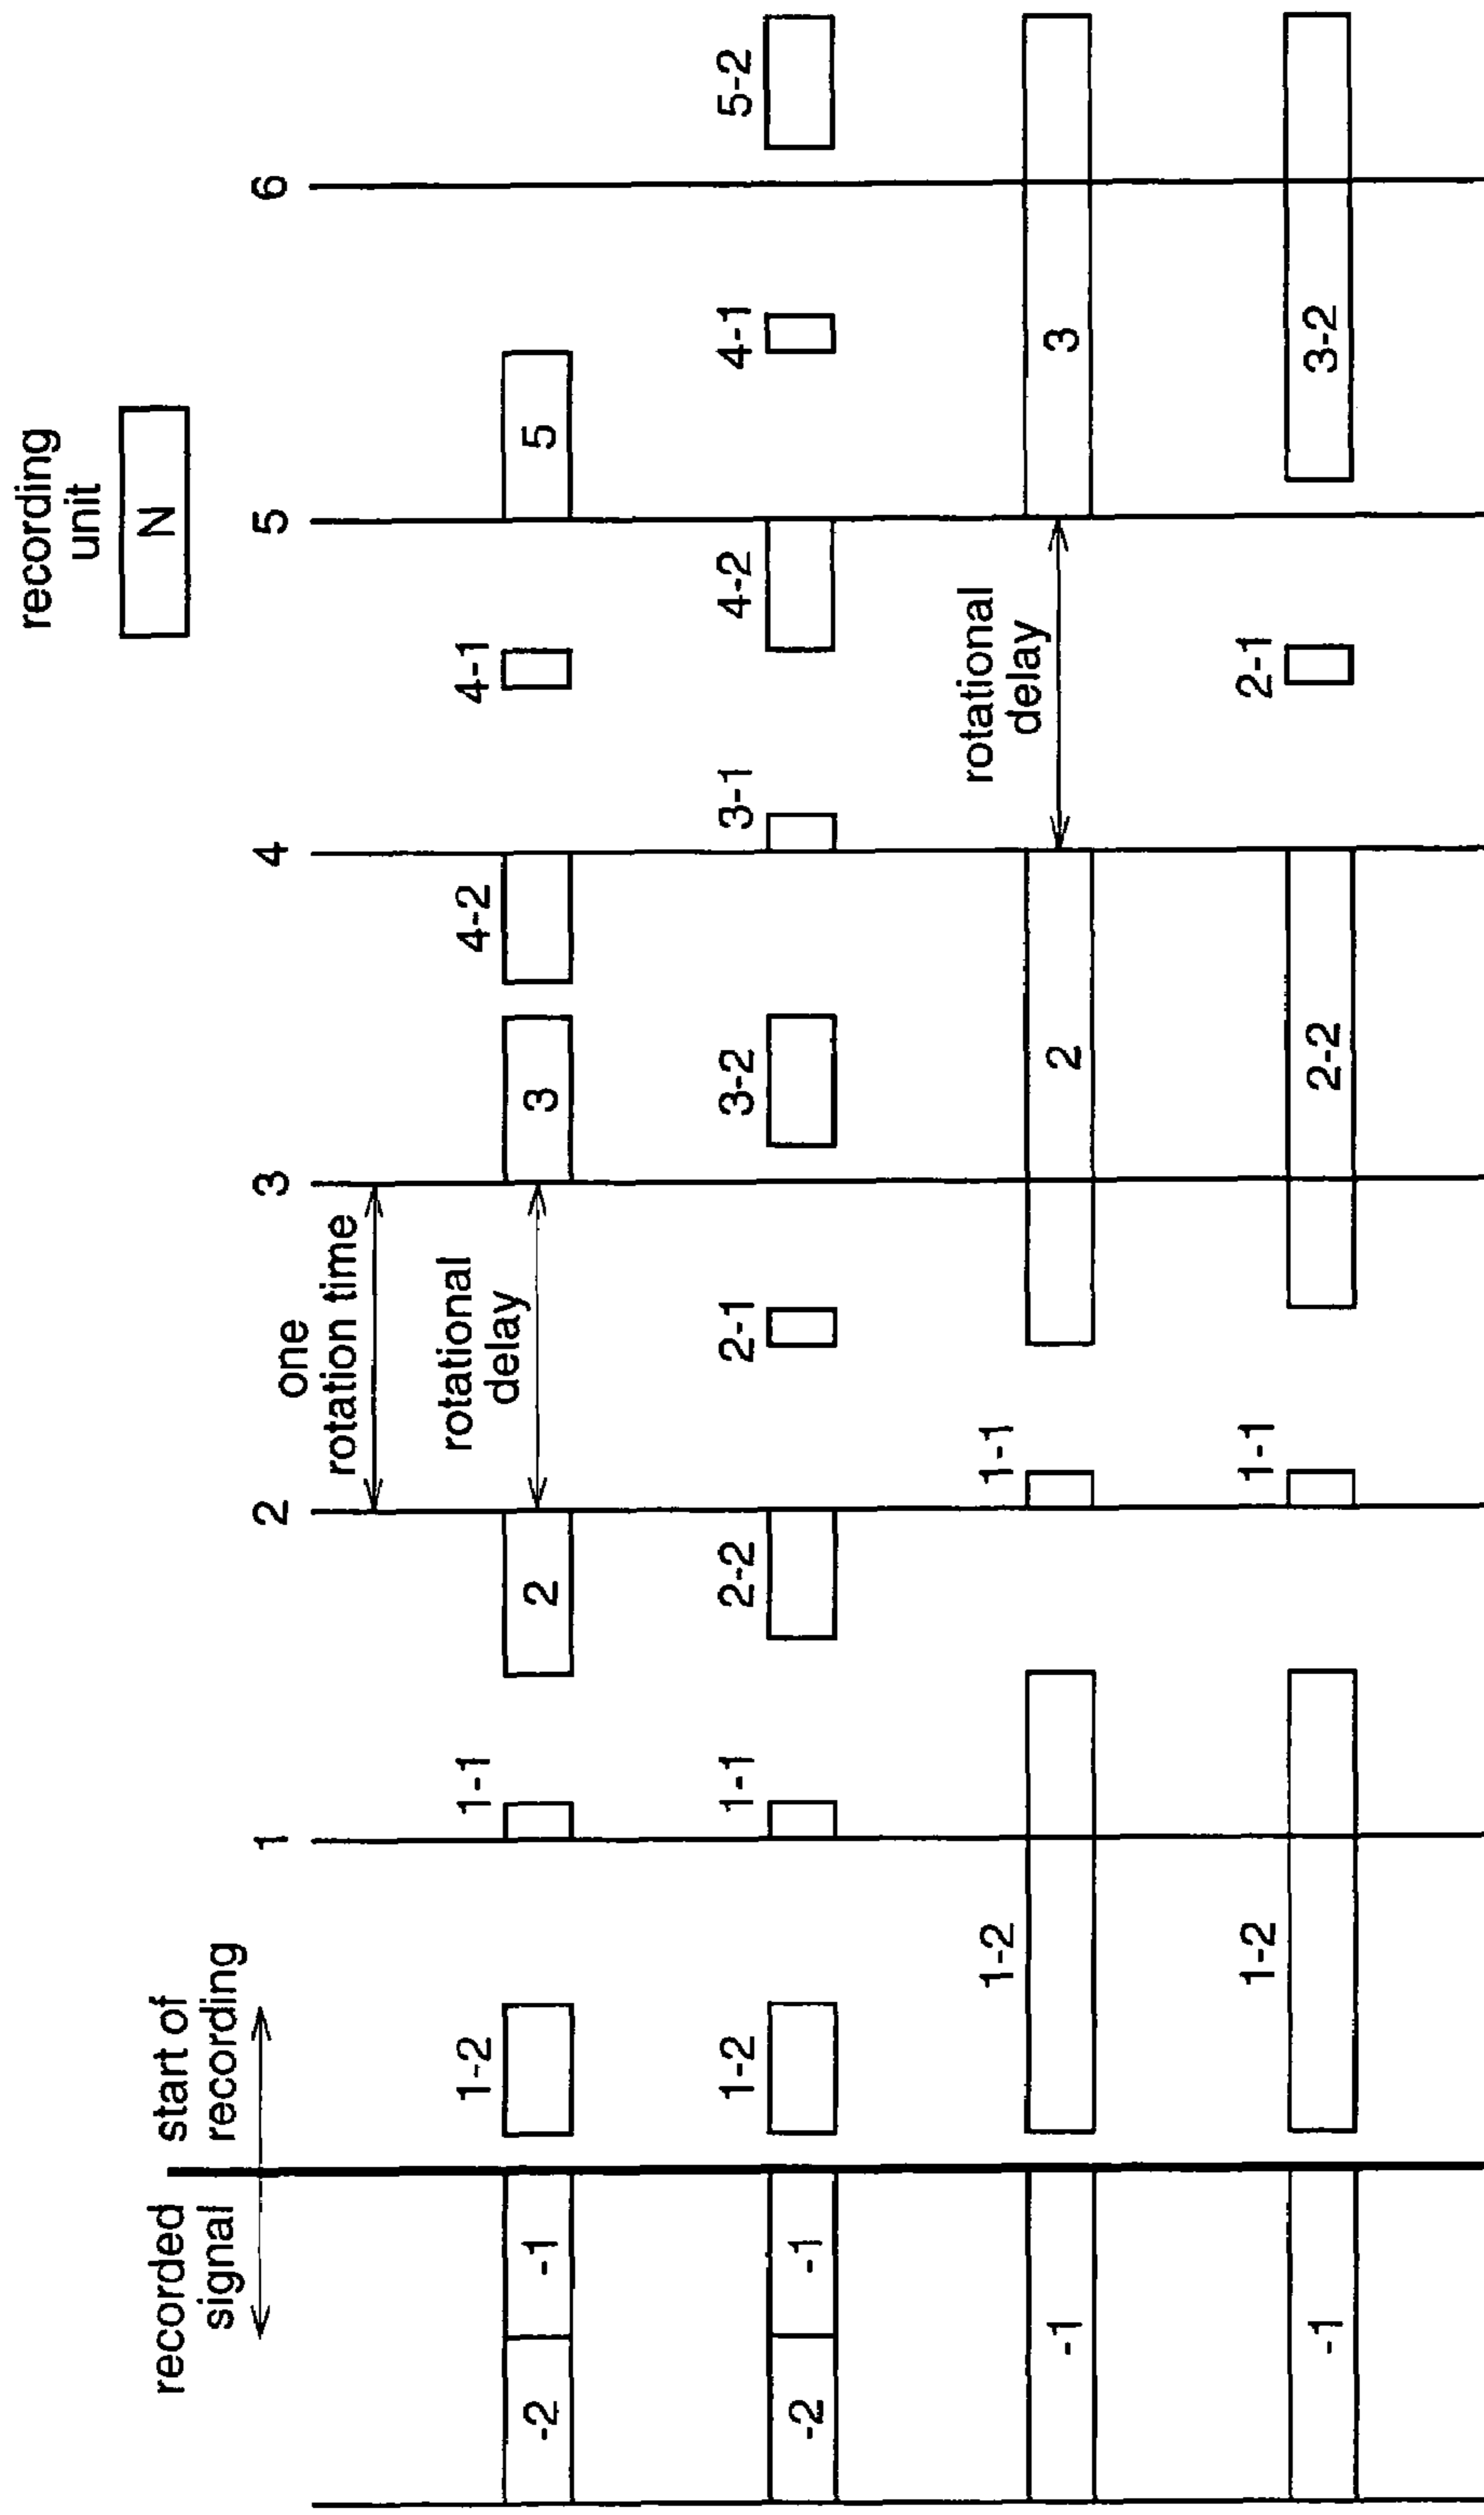 recording
unit
N
recorded
signal
start of
recording
1
2
3
4
5
6
one
rotation time
-2
-1
1-2
1-1
2
rotational
delay
3
4-2
4-1
5
-2
-1
1-2
1-1
2-2
2-1
3-2
3-1
4-2
4-1
5-2
-1
1-2
1-1
2
rotational
delay
3
-1
1-2
1-1
2-2
2-1
3-2